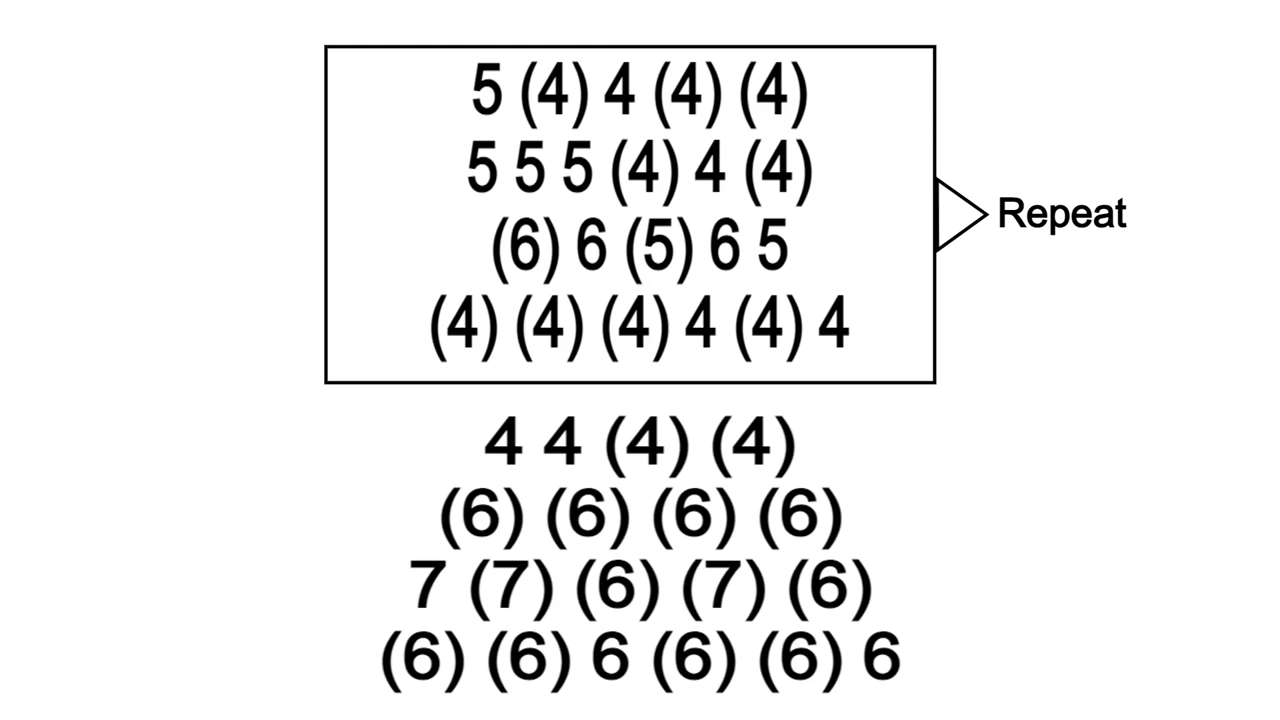 5 (4) 4 (4) (4)
5 5 5 (4) 4 (4)
(6) 6 (5) 6 5
(4) (4) (4) 4 (4) 4
Repeat
4 4 (4) (4)
(6) (6) (6) (6)
7 (7) (6) (7) (6)
(6) (6) 6 (6) (6) 6